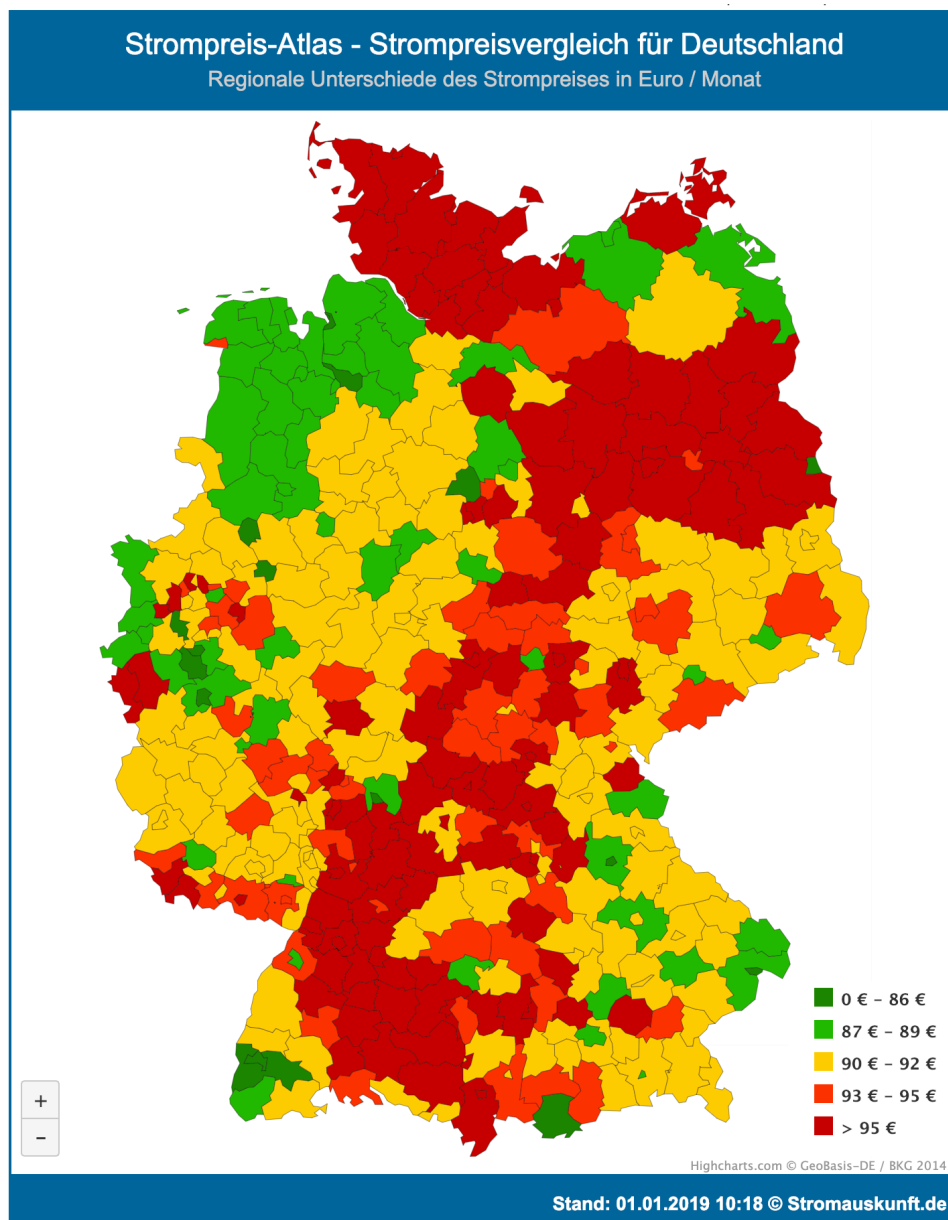 Strompreis-Atlas - Strompreisvergleich für Deutschland
Regionale Unterschiede des Strompreises in Euro / Monat
0 € – 86 €
87 € – 89 €
90 € – 92 €
93 € – 95 €
> 95 €
+
−
Highcharts.com © GeoBasis-DE / BKG 2014
Stand: 01.01.2019 10:18 © Stromauskunft.de